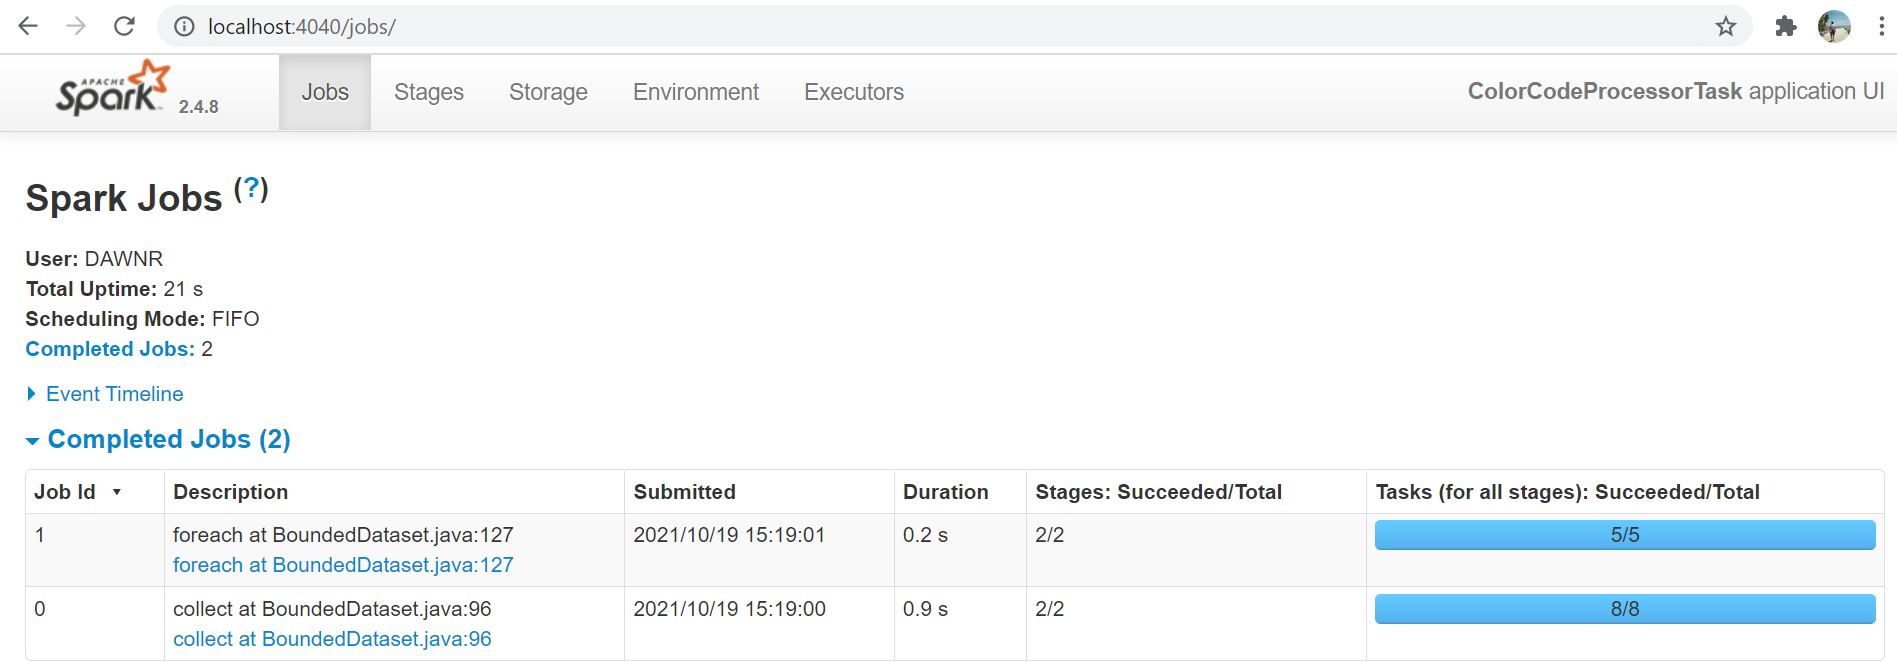 localhost:4040/jobs/
APACHE Spark™ 2.4.8 Jobs Stages Storage Environment Executors ColorCodeProcessorTask application UI
Spark Jobs (?)
User: DAWNR
Total Uptime: 21 s
Scheduling Mode: FIFO
Completed Jobs: 2
Event Timeline
Completed Jobs (2)
Job Id ▾ Description Submitted Duration Stages: Succeeded/Total Tasks (for all stages): Succeeded/Total
1 foreach at BoundedDataset.java:127 2021/10/19 15:19:01 0.2 s 2/2 5/5
foreach at BoundedDataset.java:127
0 collect at BoundedDataset.java:96 2021/10/19 15:19:00 0.9 s 2/2 8/8
collect at BoundedDataset.java:96